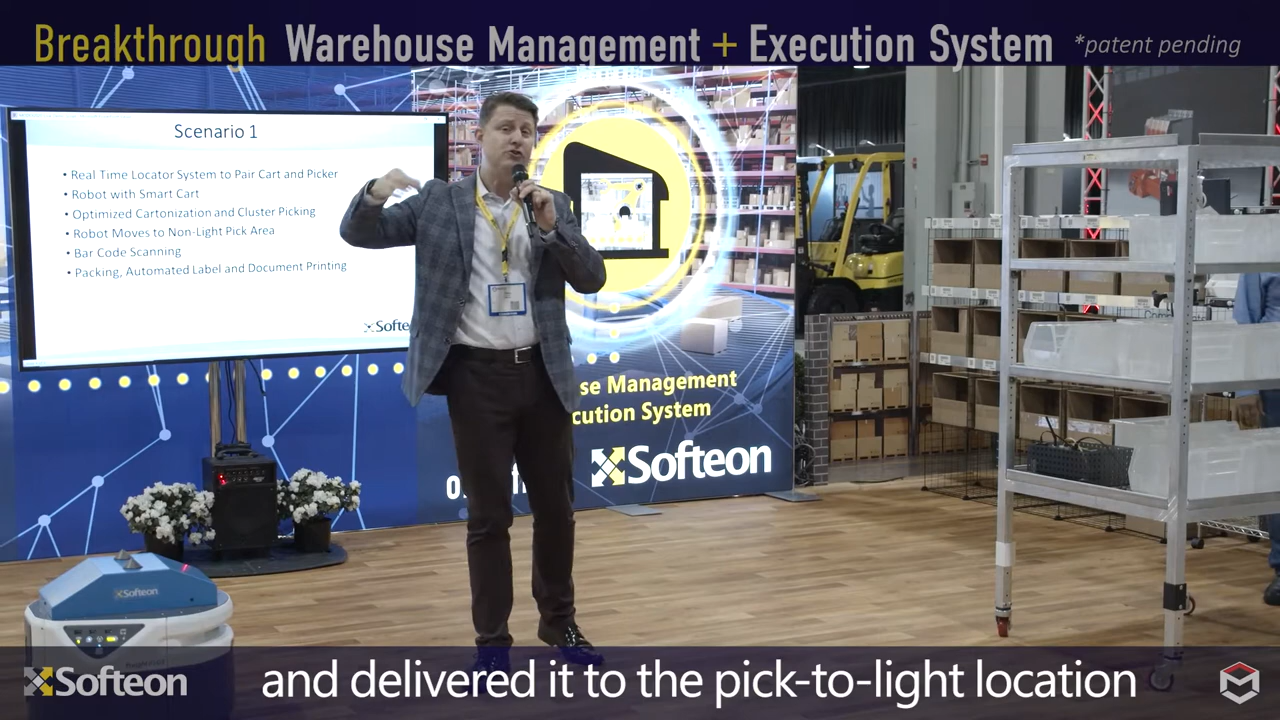 Breakthrough Warehouse Management + Execution System *patent pending
Scenario 1
• Real Time Locator System to Pair Cart and Picker
• Robot with Smart Cart
• Optimized Cartonization and Cluster Picking
• Robot Moves to Non-Light Pick Area
• Bar Code Scanning
• Packing, Automated Label and Document Printing
Softe
se Management
cution System
Softeon
Softeon
Softeon
and delivered it to the pick-to-light location